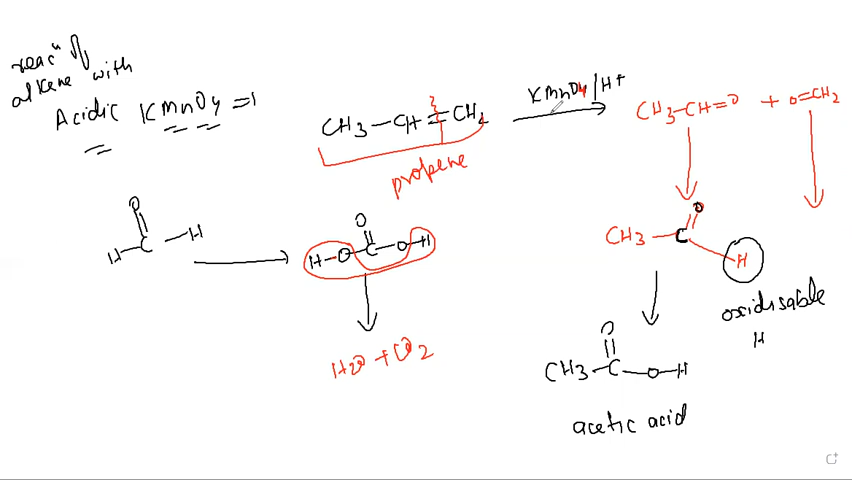 reacⁿ of
alkene with
Acidic KMnO4 ⇒
CH3–CH=CH2
propene
KMnO4/H+
CH3–CH=O + O=CH2
O
H–C–H
O
H–O–C–O–H
H2O + CO2
O
CH3–C
H
oxidisable
H
O
CH3–C–O–H
acetic acid